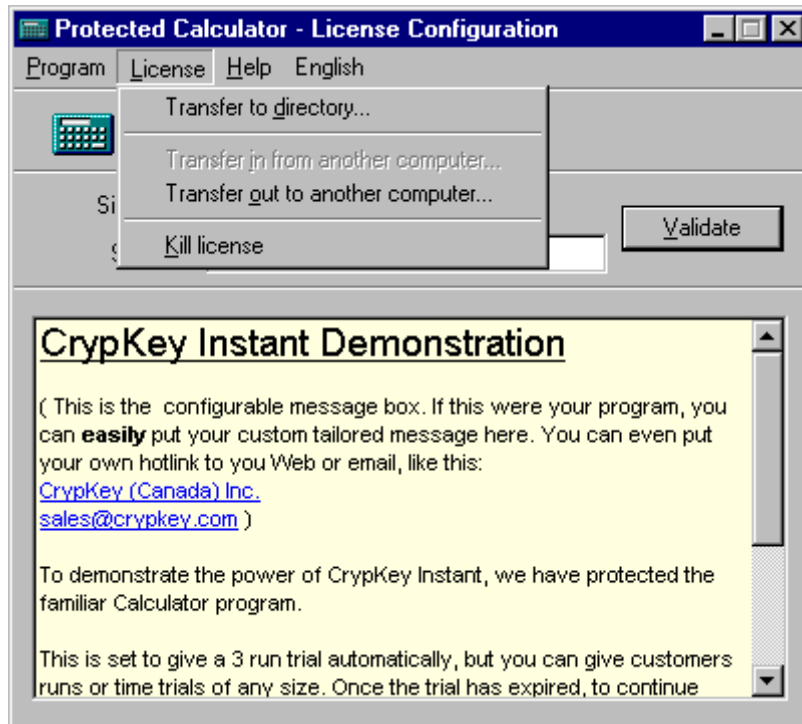 Protected Calculator - License Configuration
Program License Help English
Transfer to directory...
Transfer in from another computer...
Transfer out to another computer...
Kill license
Si
Validate
CrypKey Instant Demonstration
( This is the configurable message box. If this were your program, you
can easily put your custom tailored message here. You can even put
your own hotlink to you Web or email, like this:
CrypKey (Canada) Inc.
sales@crypkey.com )
To demonstrate the power of CrypKey Instant, we have protected the
familiar Calculator program.
This is set to give a 3 run trial automatically, but you can give customers
runs or time trials of any size. Once the trial has expired, to continue